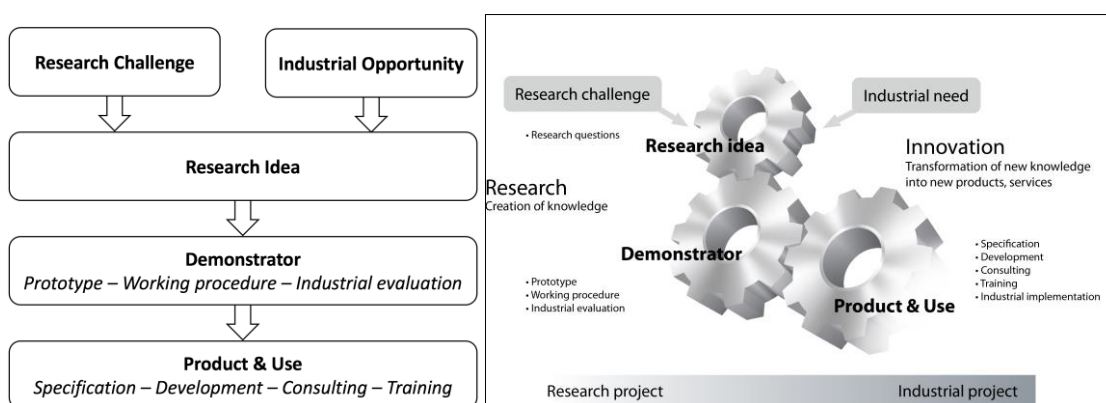 Research Challenge
Industrial Opportunity
Research Idea
Demonstrator
Prototype – Working procedure – Industrial evaluation
Product & Use
Specification – Development – Consulting – Training
Research challenge
Industrial need
• Research questions
Research idea
Innovation
Transformation of new knowledge
into new products, services
Research
Creation of knowledge
Demonstrator
• Prototype
• Working procedure
• Industrial evaluation
• Specification
• Development
• Consulting
• Training
• Industrial implementation
Product & Use
Research project
Industrial project